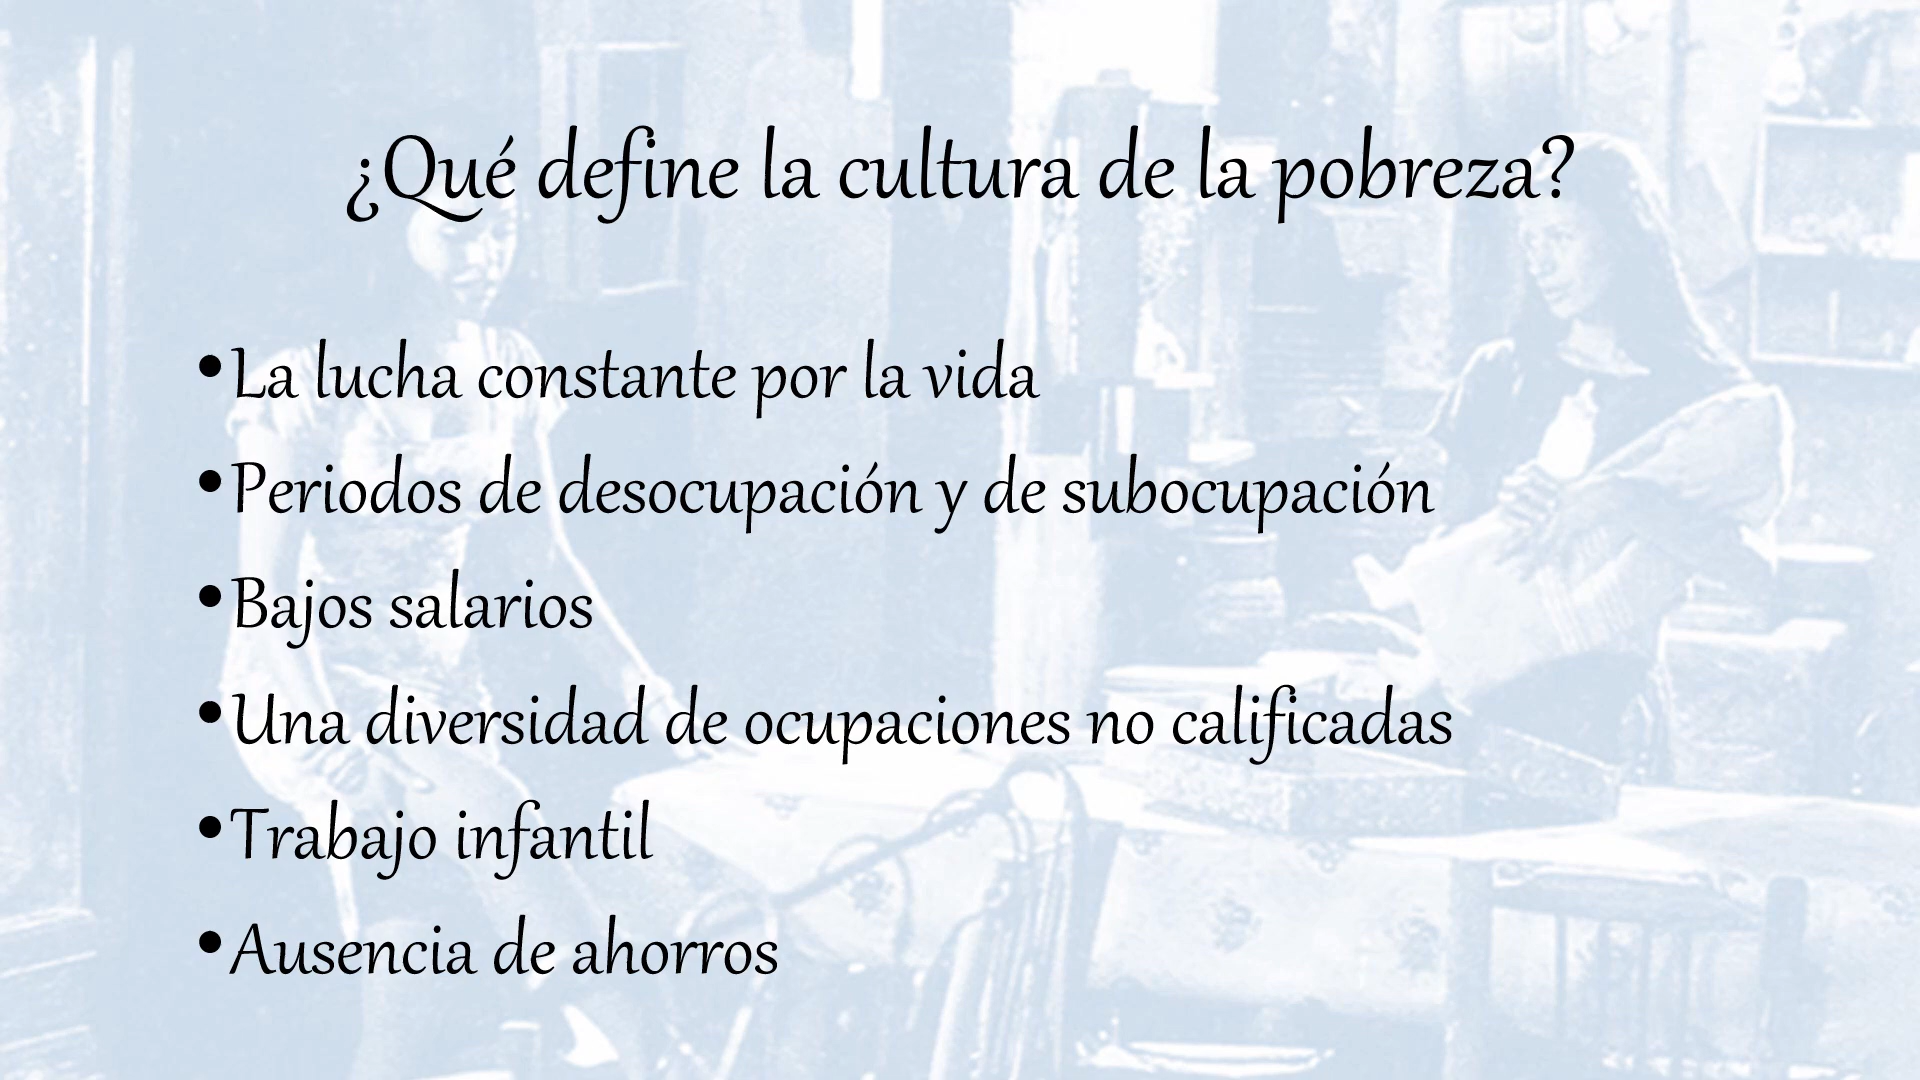 ¿Qué define la cultura de la pobreza?
•La lucha constante por la vida
•Periodos de desocupación y de subocupación
•Bajos salarios
•Una diversidad de ocupaciones no calificadas
•Trabajo infantil
•Ausencia de ahorros